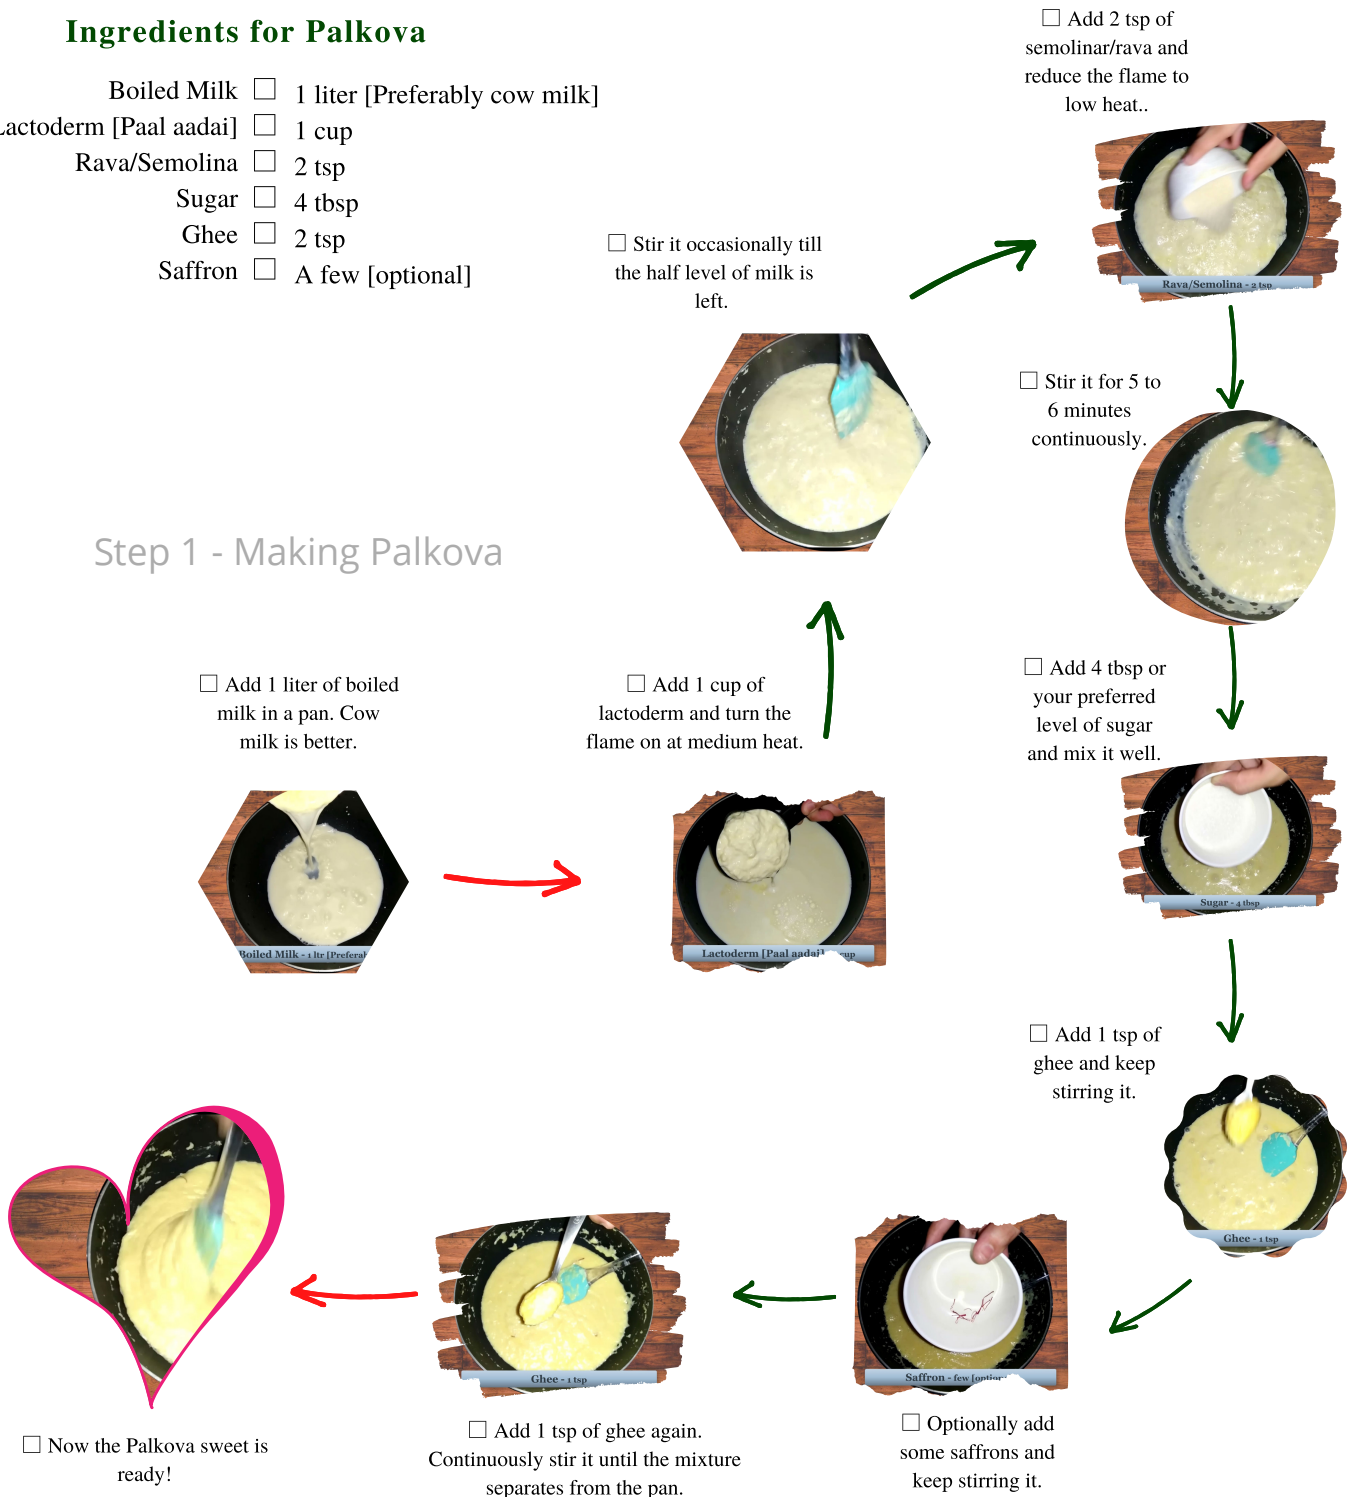 Ingredients for Palkova
Boiled Milk ☐ 1 liter [Preferably cow milk]
Lactoderm [Paal aadai] ☐ 1 cup
Rava/Semolina ☐ 2 tsp
Sugar ☐ 4 tbsp
Ghee ☐ 2 tsp
Saffron ☐ A few [optional]
Step 1 - Making Palkova
☐ Add 1 liter of boiled
milk in a pan. Cow
milk is better.
Boiled Milk - 1 ltr
☐ Add 1 cup of
lactoderm and turn the
flame on at medium heat.
Lactoderm [Paal aadai] cup
☐ Stir it occasionally till
the half level of milk is
left.
☐ Add 2 tsp of
semolinar/rava and
reduce the flame to
low heat..
Rava/Semolina - 2 tsp
☐ Stir it for 5 to
6 minutes
continuously.
☐ Add 4 tbsp or
your preferred
level of sugar
and mix it well.
Sugar - 4 tbsp
☐ Add 1 tsp of
ghee and keep
stirring it.
Ghee - 1 tsp
Saffron - few
☐ Optionally add
some saffrons and
keep stirring it.
Ghee - 1 tsp
☐ Add 1 tsp of ghee again.
Continuously stir it until the mixture
separates from the pan.
☐ Now the Palkova sweet is
ready!